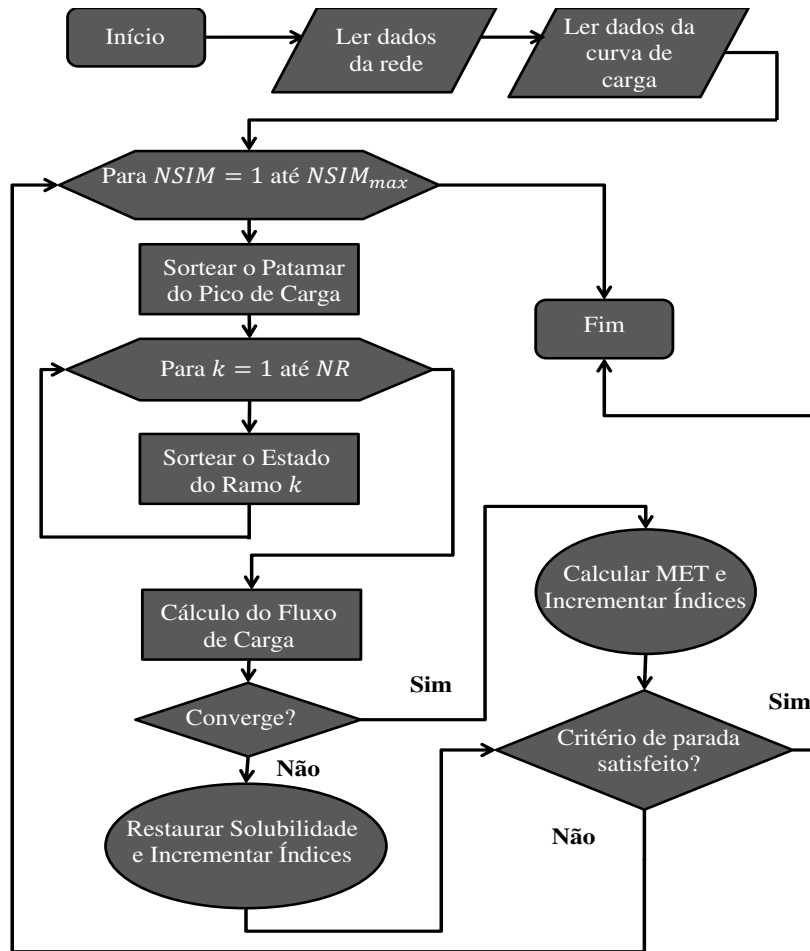 Início
Ler dados
da rede
Ler dados da
curva de
carga
Para NSIM = 1 até NSIM_max
Sortear o Patamar
do Pico de Carga
Fim
Para k = 1 até NR
Sortear o Estado
do Ramo k
Calcular MET e
Incrementar Índices
Cálculo do Fluxo
de Carga
Sim
Sim
Converge?
Critério de parada
satisfeito?
Não
Restaurar Solubilidade
e Incrementar Índices
Não